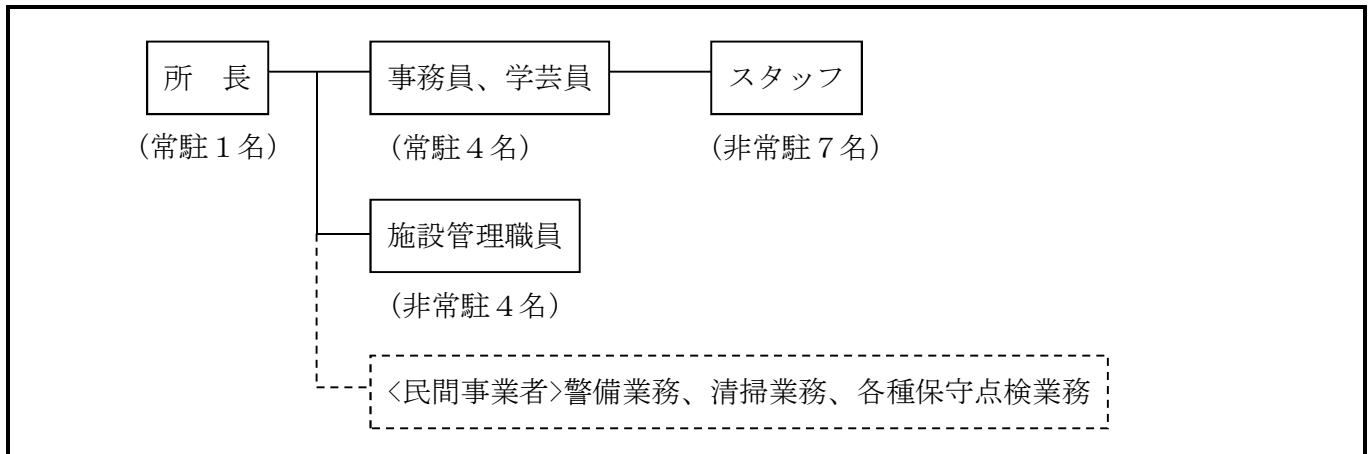 所　長
事務員、学芸員
スタッフ
(常駐１名)
(常駐４名)
(非常駐７名)
施設管理職員
(非常駐４名)
<民間事業者>警備業務、清掃業務、各種保守点検業務